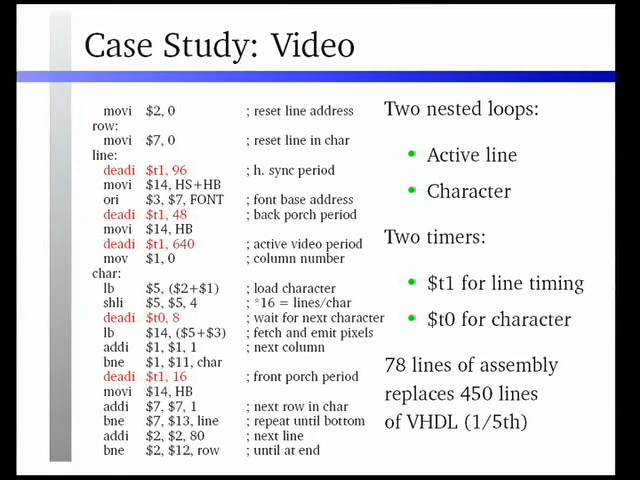 Case Study: Video
movi $2, 0 ; reset line address
row:
movi $7, 0 ; reset line in char
line:
deadi $t1, 96 ; h. sync period
movi $14, HS+HB
ori $3, $7, FONT ; font base address
deadi $t1, 48 ; back porch period
movi $14, HB
deadi $t1, 640 ; active video period
mov $1, 0 ; column number
char:
lb $5, ($2+$1) ; load character
shli $5, $5, 4 ; *16 = lines/char
deadi $t0, 8 ; wait for next character
lb $14, ($5+$3) ; fetch and emit pixels
addi $1, $1, 1 ; next column
bne $1, $11, char
deadi $t1, 16 ; front porch period
movi $14, HB
addi $7, $7, 1 ; next row in char
bne $7, $13, line ; repeat until bottom
addi $2, $2, 80 ; next line
bne $2, $12, row ; until at end
Two nested loops:
Active line
Character
Two timers:
$t1 for line timing
$t0 for character
78 lines of assembly
replaces 450 lines
of VHDL (1/5th)